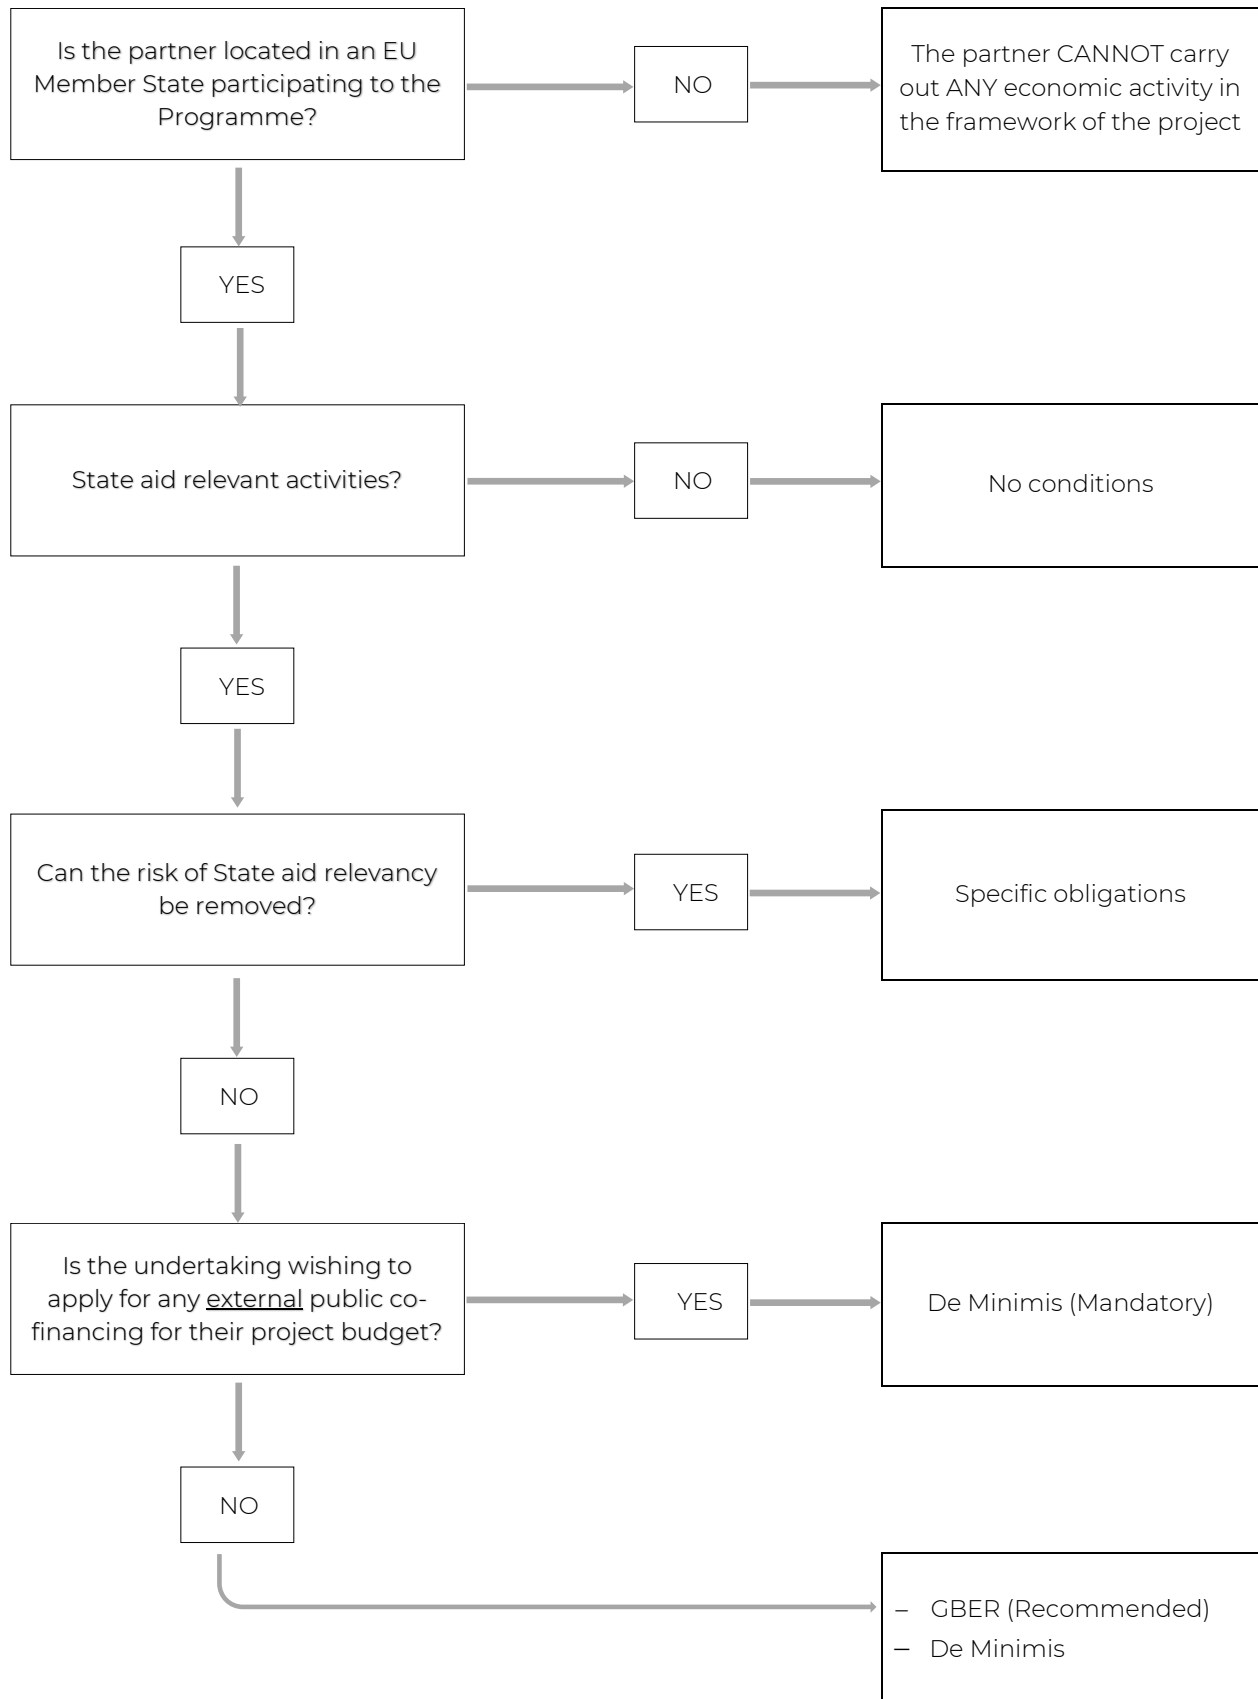 Is the partner located in an EU
Member State participating to the
Programme?
NO
The partner CANNOT carry
out ANY economic activity in
the framework of the project
YES
State aid relevant activities?
NO
No conditions
YES
Can the risk of State aid relevancy
be removed?
YES
Specific obligations
NO
Is the undertaking wishing to
apply for any external public co-
financing for their project budget?
YES
De Minimis (Mandatory)
NO
– GBER (Recommended)
– De Minimis